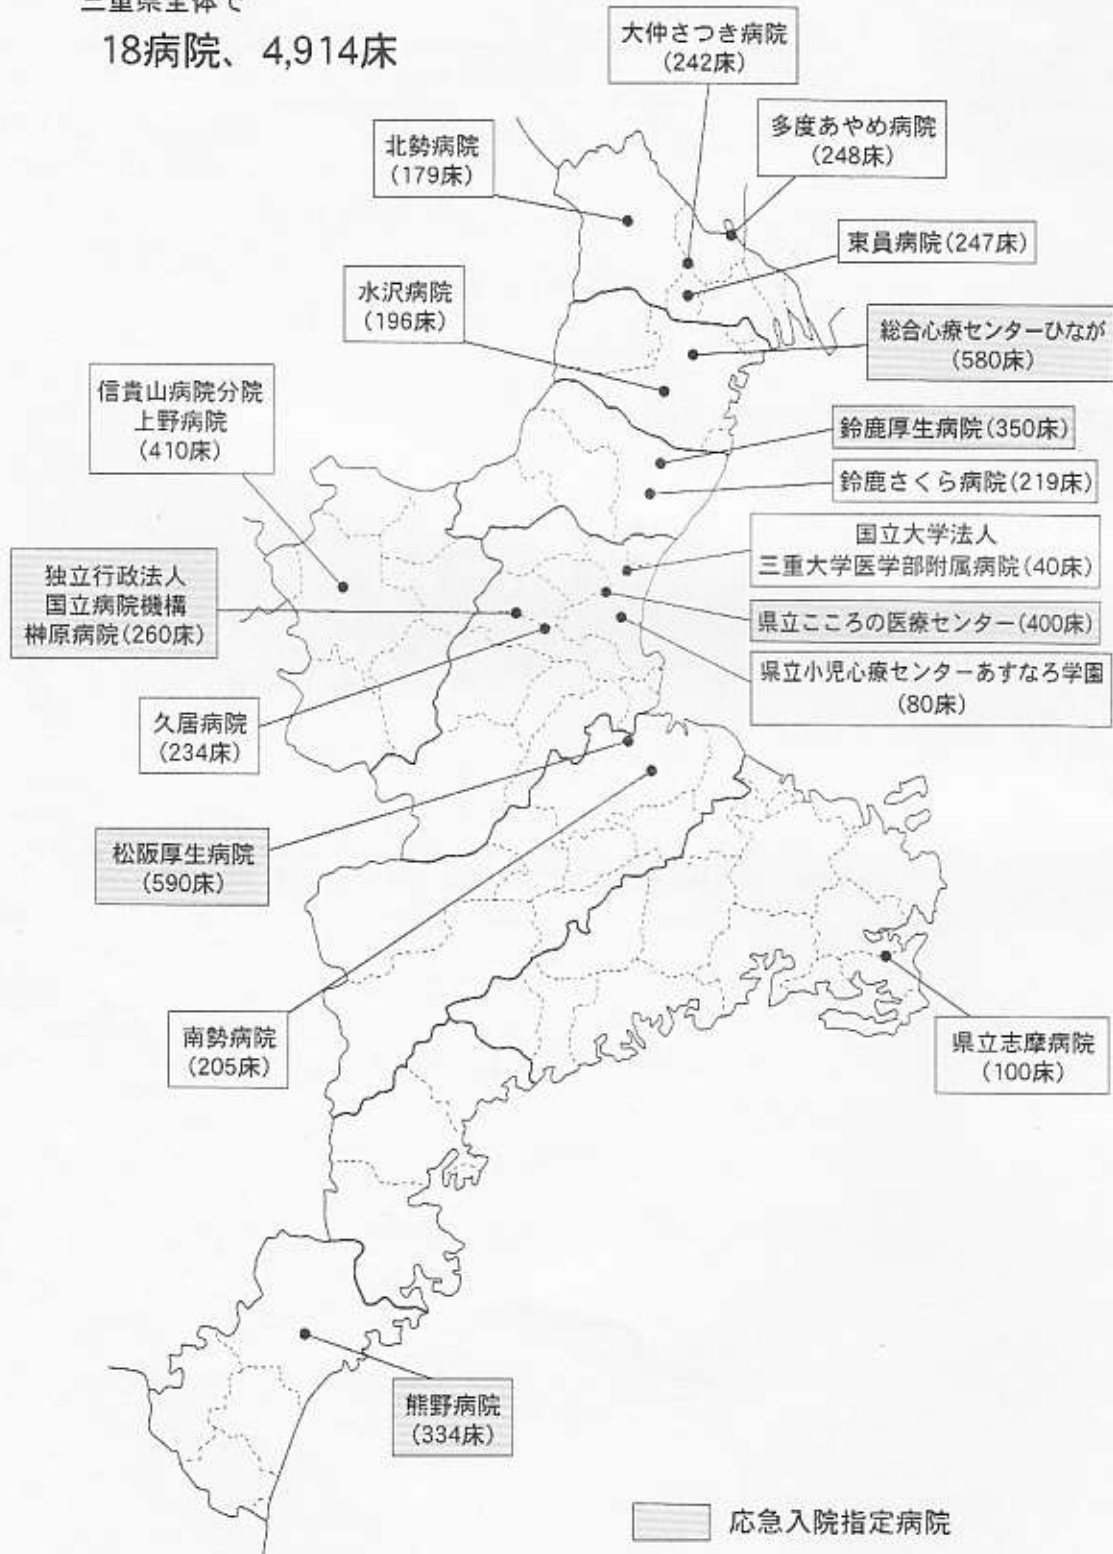 三重県全体で
18病院、4,914床
大仲さつき病院
(242床)
多度あやめ病院
(248床)
北勢病院
(179床)
東員病院(247床)
水沢病院
(196床)
総合心療センターひなが
(580床)
信貴山病院分院
上野病院
(410床)
鈴鹿厚生病院(350床)
鈴鹿さくら病院(219床)
国立大学法人
三重大学医学部附属病院(40床)
独立行政法人
国立病院機構
榊原病院(260床)
県立こころの医療センター(400床)
県立小児心療センターあすなろ学園
(80床)
久居病院
(234床)
松阪厚生病院
(590床)
南勢病院
(205床)
県立志摩病院
(100床)
熊野病院
(334床)
応急入院指定病院